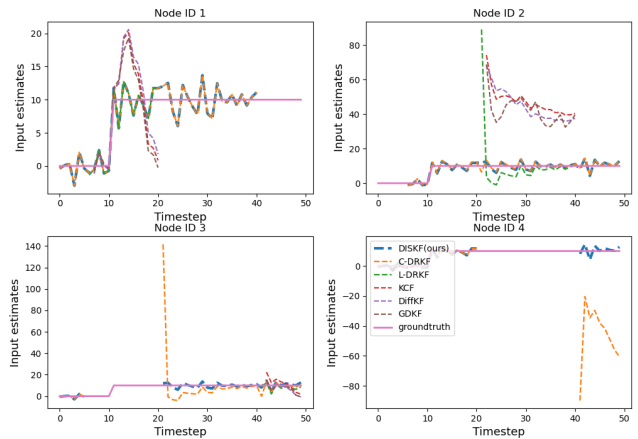 Node ID 1
Node ID 2
Input estimates
20
15
10
5
0
0 10 20 30 40 50
Timestep
Input estimates
80
60
40
20
0
0 10 20 30 40 50
Timestep
Node ID 3
Node ID 4
Input estimates
140
120
100
80
60
40
20
0
0 10 20 30 40 50
Timestep
Input estimates
0
−20
−40
−60
−80
DISKF(ours)
C-DRKF
L-DRKF
KCF
DiffKF
GDKF
groundtruth
0 10 20 30 40 50
Timestep